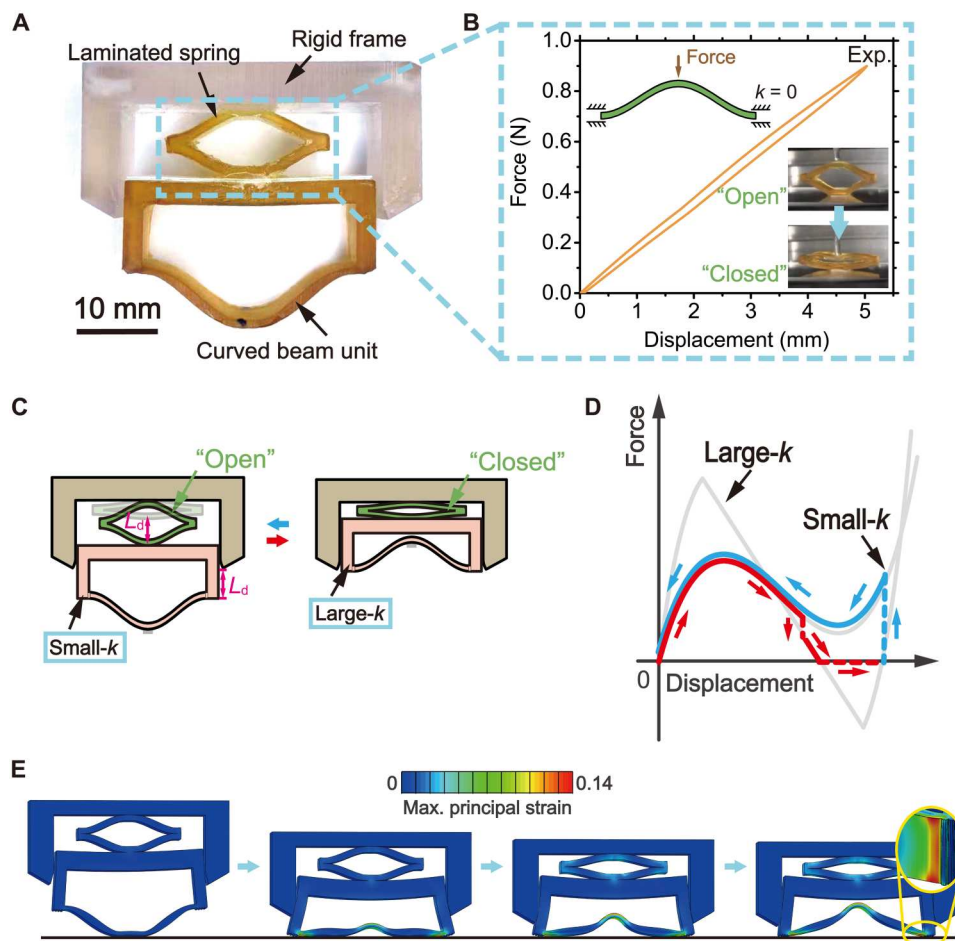 A
Laminated spring
Rigid frame
10 mm
Curved beam unit
B
Force (N)
1.0
0.8
0.6
0.4
0.2
0.0
0 1 2 3 4 5
Displacement (mm)
Force
k = 0
Exp.
“Open”
“Closed”
C
“Open”
“Closed”
Ld
Ld
Small-k
Large-k
D
Force
Large-k
Small-k
0
Displacement
E
0
0.14
Max. principal strain